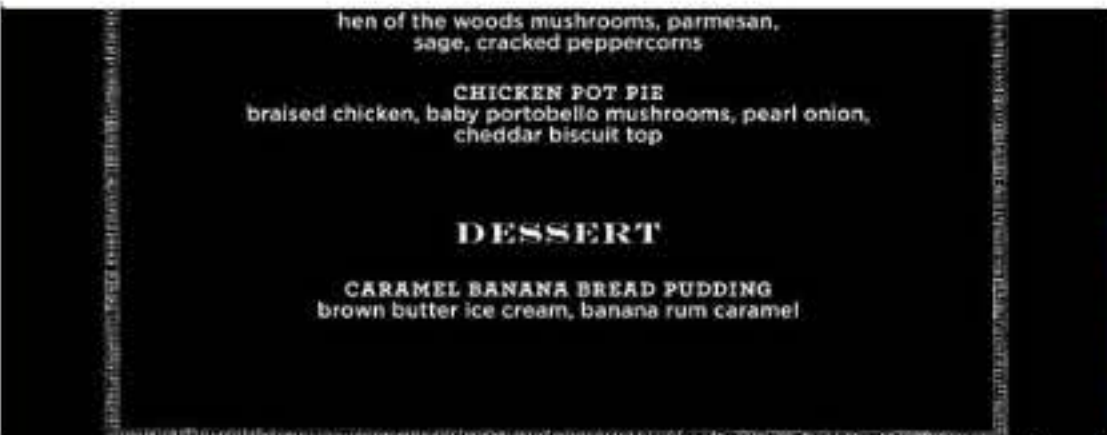 hen of the woods mushrooms, parmesan,
sage, cracked peppercorns
CHICKEN POT PIE
braised chicken, baby portobello mushrooms, pearl onion,
cheddar biscuit top
DESSERT
CARAMEL BANANA BREAD PUDDING
brown butter ice cream, banana rum caramel